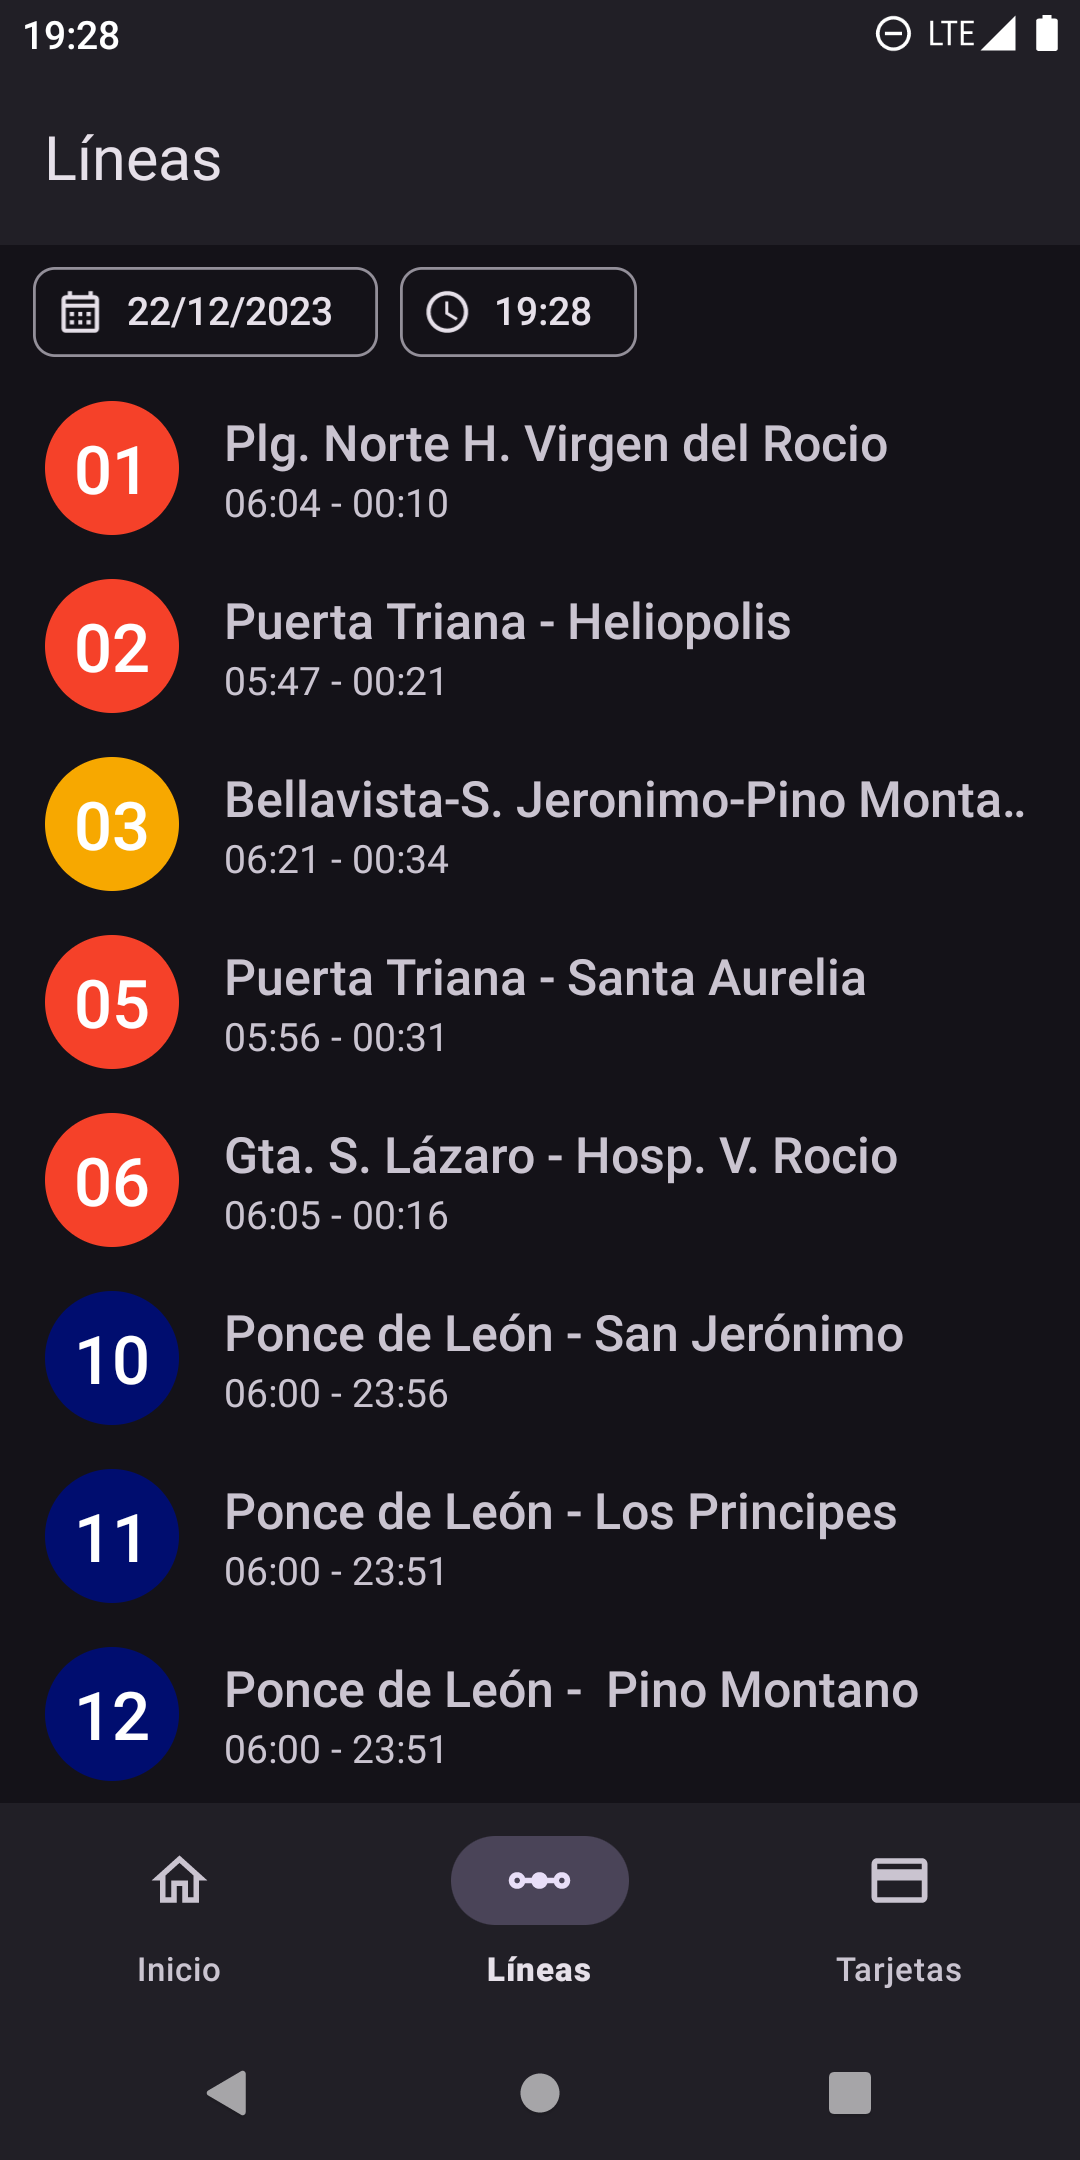 19:28 LTE
Líneas
22/12/2023 19:28
01 Plg. Norte H. Virgen del Rocio
06:04 - 00:10
02 Puerta Triana - Heliopolis
05:47 - 00:21
03 Bellavista-S. Jeronimo-Pino Monta..
06:21 - 00:34
05 Puerta Triana - Santa Aurelia
05:56 - 00:31
06 Gta. S. Lázaro - Hosp. V. Rocio
06:05 - 00:16
10 Ponce de León - San Jerónimo
06:00 - 23:56
11 Ponce de León - Los Principes
06:00 - 23:51
12 Ponce de León -  Pino Montano
06:00 - 23:51
Inicio Líneas Tarjetas